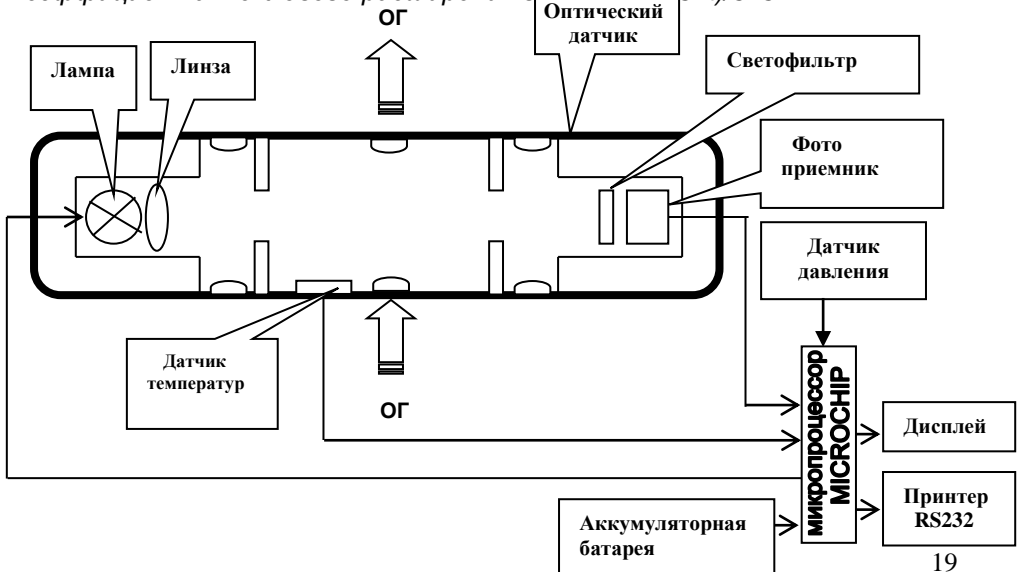 ОГ
Оптический
датчик
Лампа
Линза
Светофильтр
Фото
приемник
Датчик
давления
Датчик
температур
ОГ
микропроцессор
MICROCHIP
Дисплей
Принтер
RS232
Аккумуляторная
батарея
19